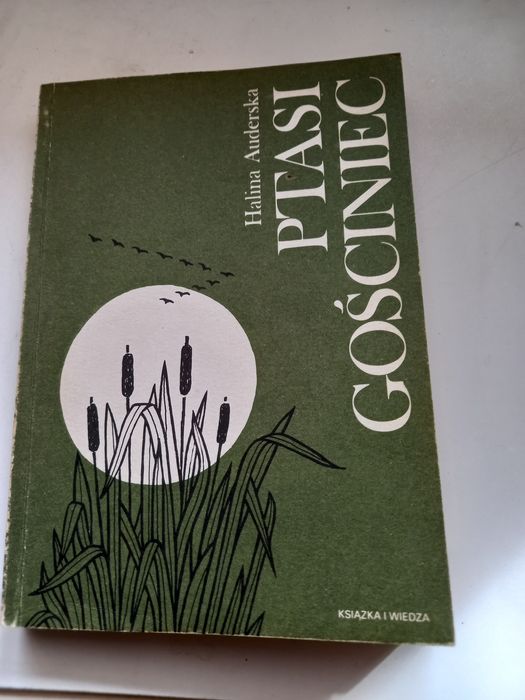 Halina Auderska
PTASI
GOŚCINIEC
KSIĄŻKA I WIEDZA